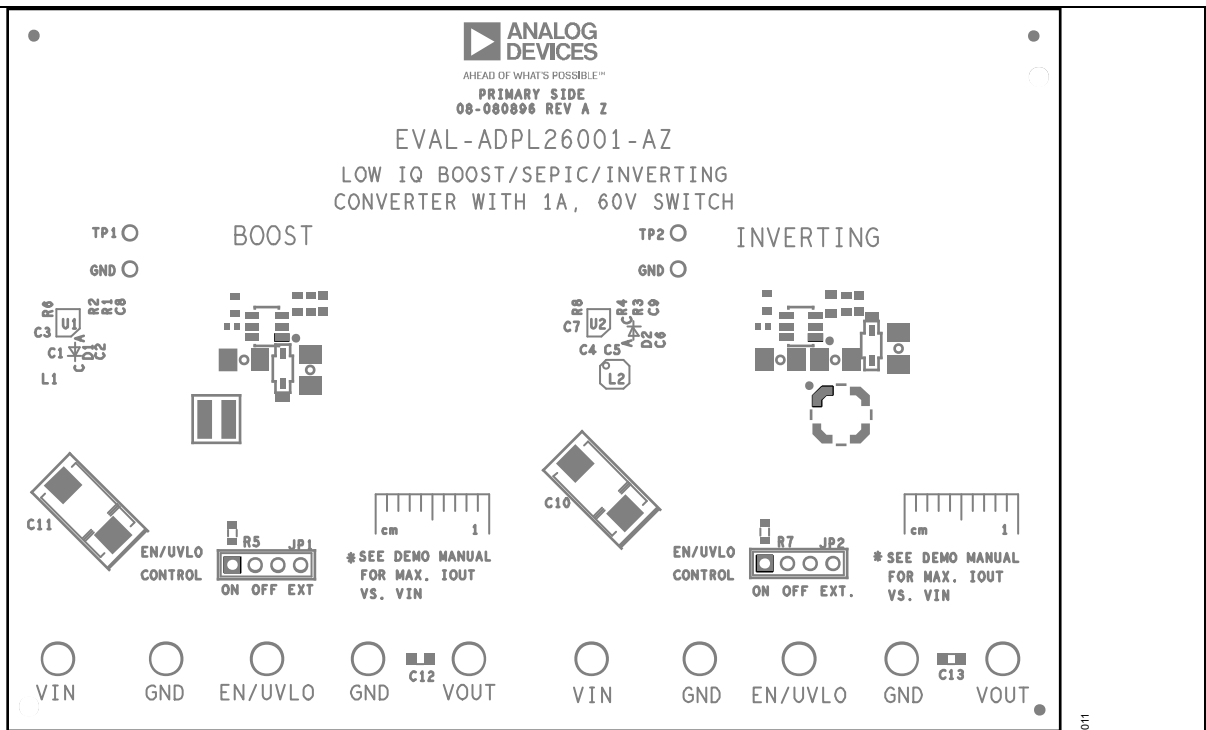 ANALOG
DEVICES
AHEAD OF WHAT'S POSSIBLE™
PRIMARY SIDE
08-080896 REV A Z
EVAL-ADPL26001-AZ
LOW IQ BOOST/SEPIC/INVERTING
CONVERTER WITH 1A, 60V SWITCH
TP1
BOOST
GND
R6
R2
R1
C8
U1
C3
C1
A
D1
C2
C
L1
C11
cm 1
R5 JP1
EN/UVLO
CONTROL
ON OFF EXT
*SEE DEMO MANUAL
FOR MAX. IOUT
VS. VIN
VIN
GND
EN/UVLO
GND
C12
VOUT
TP2
INVERTING
GND
R8
R4
R3
C9
C7
U2
C
A
D2
C6
C4 C5
L2
C10
cm 1
R7 JP2
EN/UVLO
CONTROL
ON OFF EXT.
*SEE DEMO MANUAL
FOR MAX. IOUT
VS. VIN
VIN
GND
EN/UVLO
GND
C13
VOUT
011